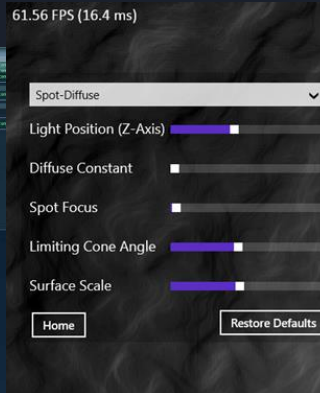 61.56 FPS (16.4 ms)
Spot-Diffuse
Light Position (Z-Axis)
Diffuse Constant
Spot Focus
Limiting Cone Angle
Surface Scale
Home
Restore Defaults